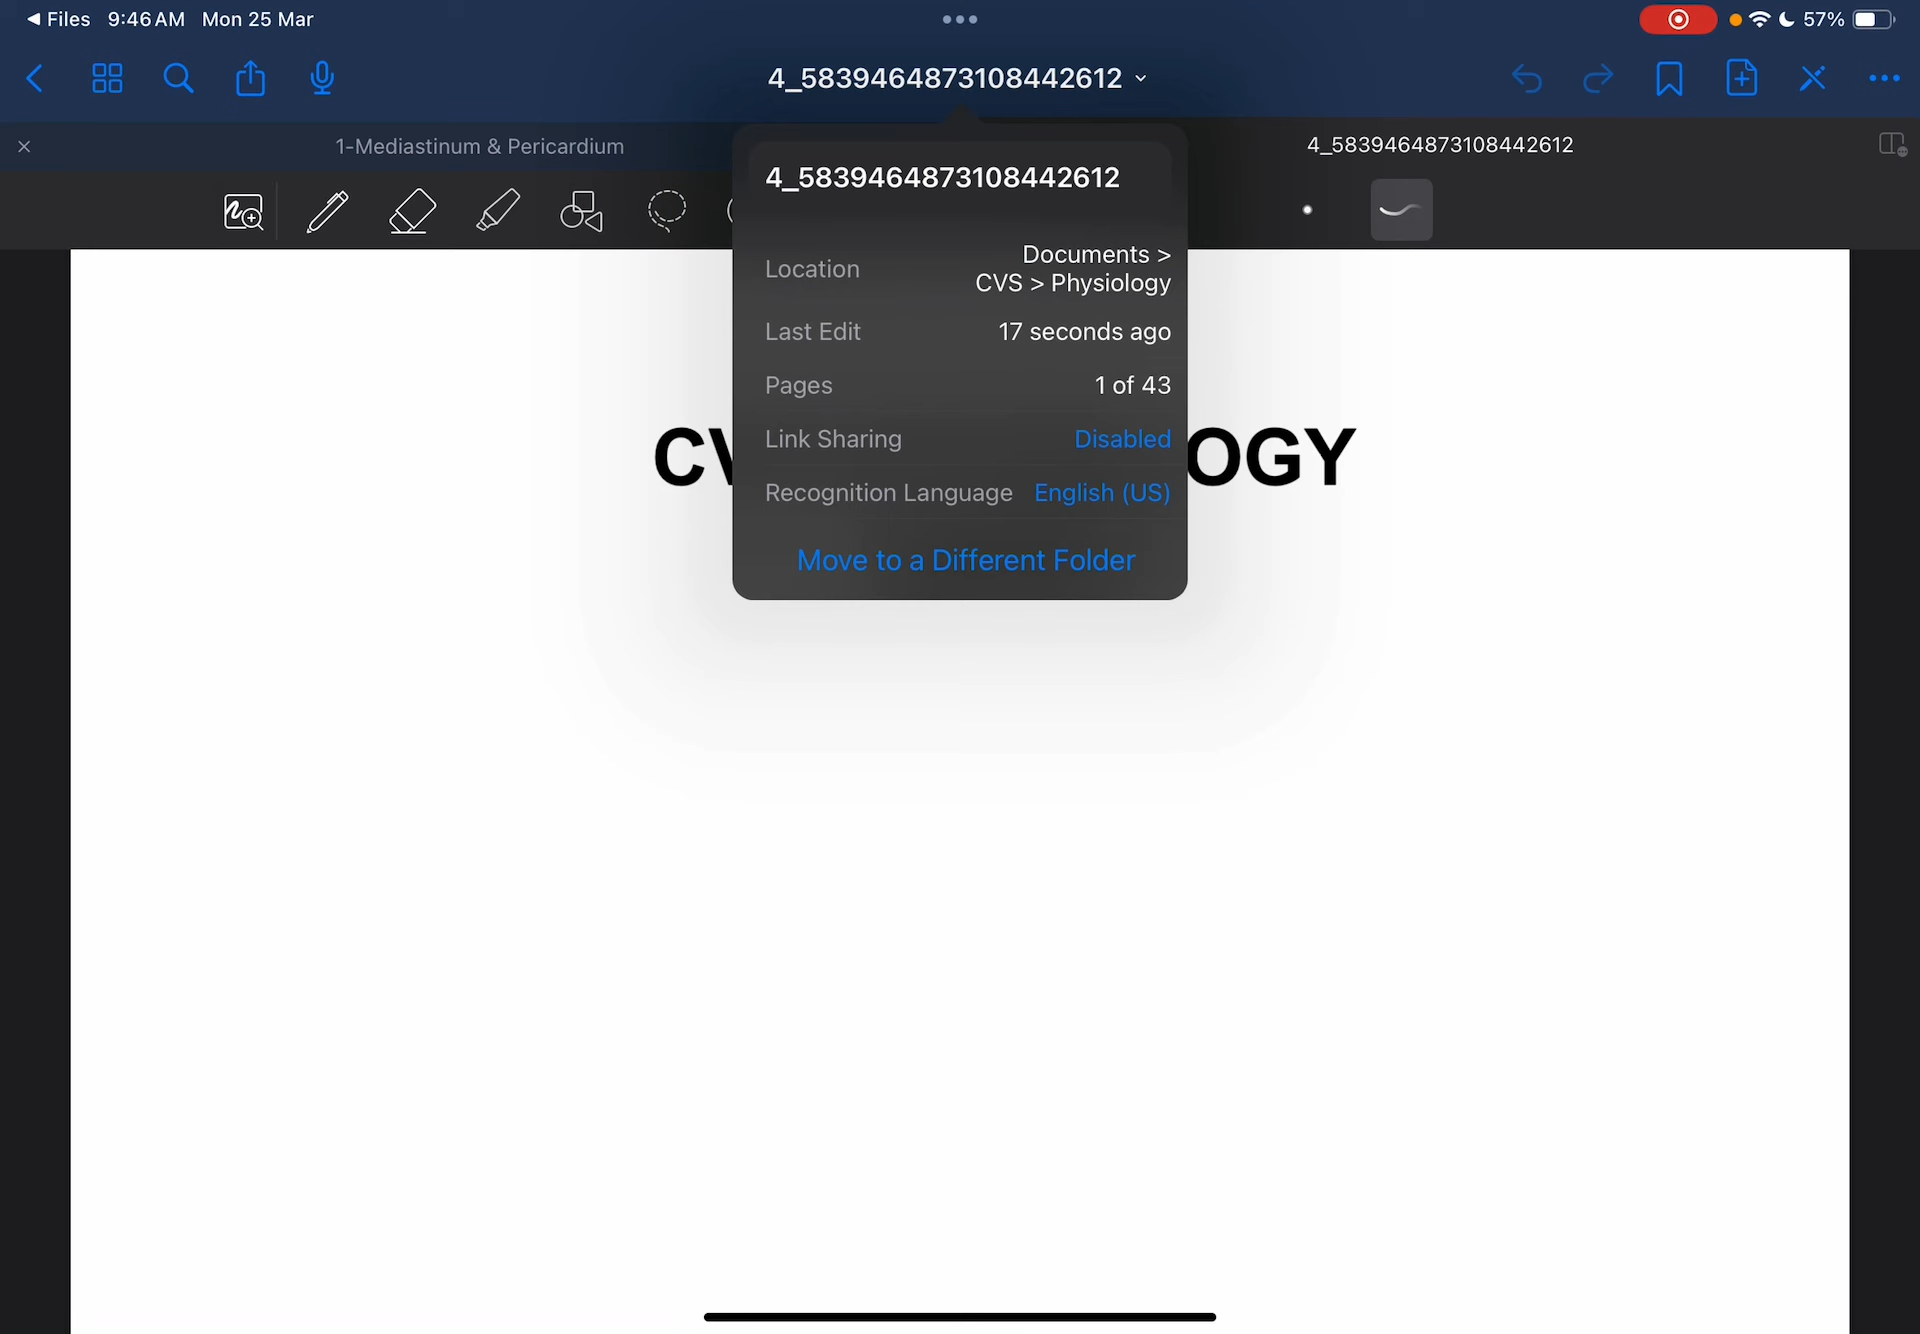 Files 9:46 AM Mon 25 Mar
57%
4_5839464873108442612
1-Mediastinum & Pericardium
4_5839464873108442612
4_5839464873108442612
Location
Documents >
CVS > Physiology
Last Edit 17 seconds ago
Pages 1 of 43
Link Sharing Disabled
Recognition Language English (US)
Move to a Different Folder